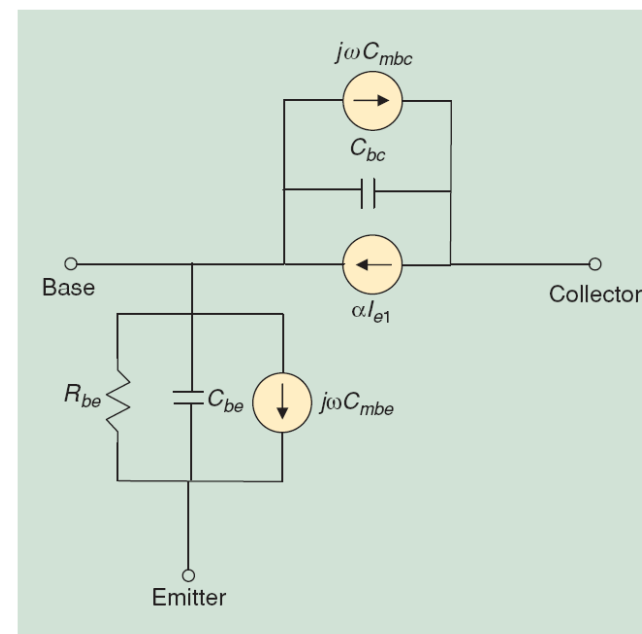 jωC_mbc
C_bc
Base
αI_e1
Collector
R_be
C_be
jωC_mbe
Emitter